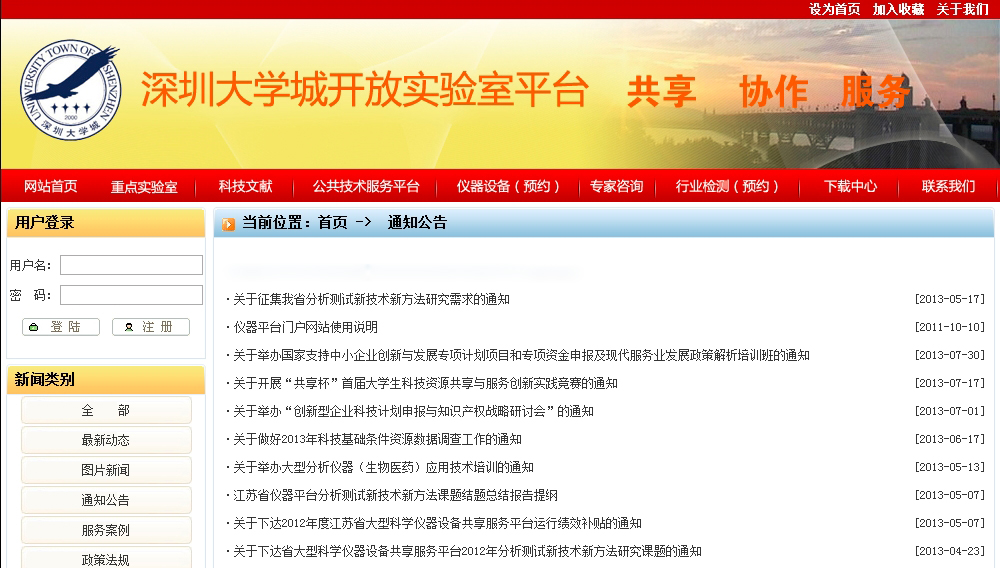 设为首页 加入收藏 关于我们
UNIVERSITY TOWN OF SHENZHEN
2000
深圳大学城
深圳大学城开放实验室平台 共享 协作 服务
网站首页 重点实验室 科技文献 公共技术服务平台 仪器设备（预约） 专家咨询 行业检测（预约） 下载中心 联系我们
用户登录
用户名：
密 码：
登 陆 注 册
新闻类别
全 部
最新动态
图片新闻
通知公告
服务案例
政策法规
当前位置：首页 -> 通知公告
·关于征集我省分析测试新技术新方法研究需求的通知 [2013-05-17]
·仪器平台门户网站使用说明 [2011-10-10]
·关于举办国家支持中小企业创新与发展专项计划项目和专项资金申报及现代服务业发展政策解析培训班的通知 [2013-07-30]
·关于开展“共享杯”首届大学生科技资源共享与服务创新实践竞赛的通知 [2013-07-17]
·关于举办“创新型企业科技计划申报与知识产权战略研讨会”的通知 [2013-07-01]
·关于做好2013年科技基础条件资源数据调查工作的通知 [2013-06-17]
·关于举办大型分析仪器（生物医药）应用技术培训的通知 [2013-05-13]
·江苏省仪器平台分析测试新技术新方法课题结题总结报告提纲 [2013-05-07]
·关于下达2012年度江苏省大型科学仪器设备共享服务平台运行绩效补贴的通知 [2013-05-07]
·关于下达省大型科学仪器设备共享服务平台2012年分析测试新技术新方法研究课题的通知 [2013-04-23]